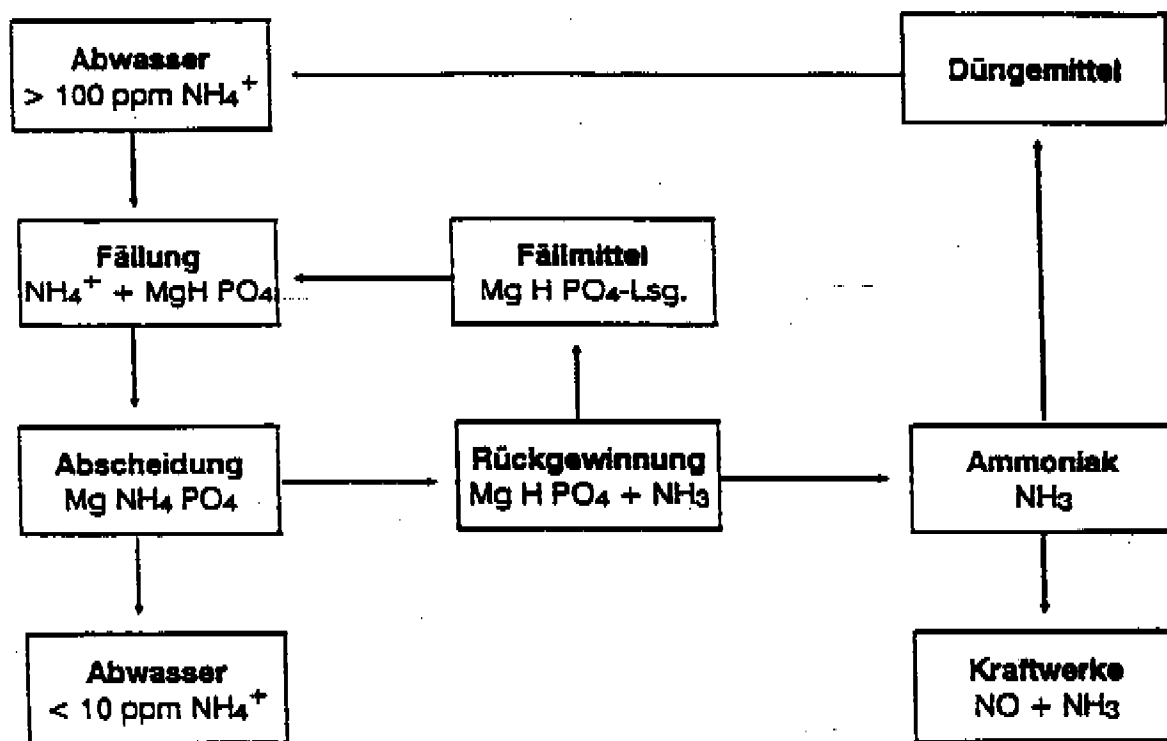 Abwasser
> 100 ppm NH₄⁺
Düngemittel
Fällung
NH₄⁺ + MgH PO₄
Fällmittel
Mg H PO₄-Lsg.
Abscheidung
Mg NH₄ PO₄
Rückgewinnung
Mg H PO₄ + NH₃
Ammoniak
NH₃
Abwasser
< 10 ppm NH₄⁺
Kraftwerke
NO + NH₃